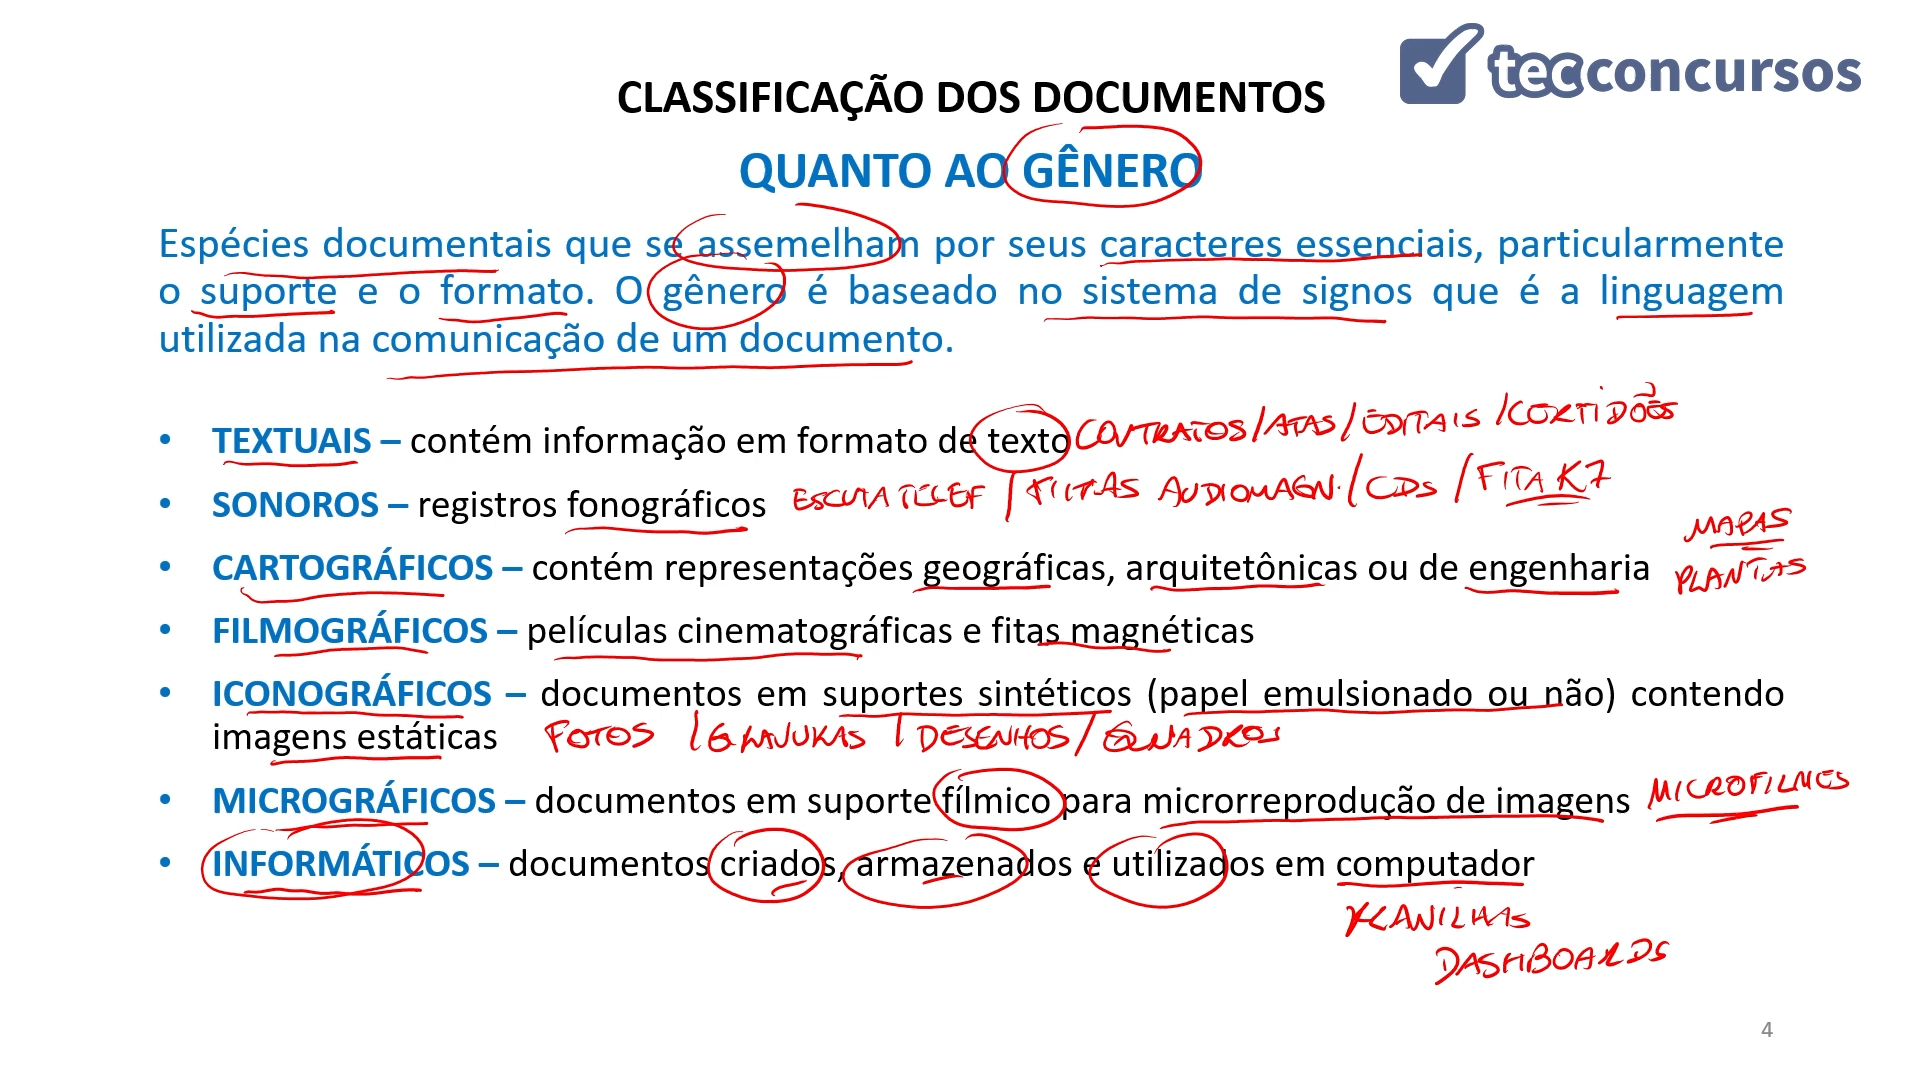 tecconcursos
CLASSIFICAÇÃO DOS DOCUMENTOS
QUANTO AO GÊNERO
Espécies documentais que se assemelham por seus caracteres essenciais, particularmente
o suporte e o formato. O gênero é baseado no sistema de signos que é a linguagem
utilizada na comunicação de um documento.
• TEXTUAIS – contém informação em formato de texto CONTRATOS/ATAS/EDITAIS/CERTIDÕES
• SONOROS – registros fonográficos ESCUTA TELEF / FITAS AUDIOMAGN. / CDs / FITA K7
• CARTOGRÁFICOS – contém representações geográficas, arquitetônicas ou de engenharia MAPAS
PLANTAS
• FILMOGRÁFICOS – películas cinematográficas e fitas magnéticas
• ICONOGRÁFICOS – documentos em suportes sintéticos (papel emulsionado ou não) contendo
imagens estáticas FOTOS / GRAVURAS / DESENHOS / QUADROS
• MICROGRÁFICOS – documentos em suporte fílmico para microrreprodução de imagens MICROFILMES
• INFORMÁTICOS – documentos criados, armazenados e utilizados em computador
PLANILHAS
DASHBOARDS
4